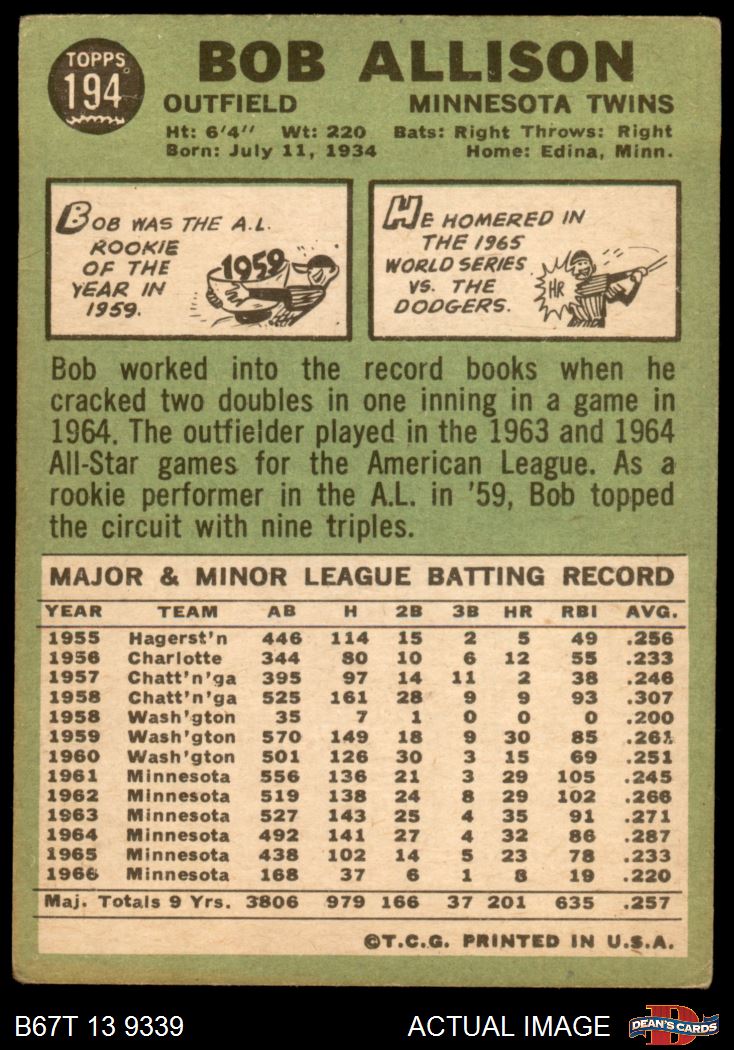 TOPPS
194
BOB ALLISON
OUTFIELD MINNESOTA TWINS
Ht: 6'4" Wt: 220 Bats: Right Throws: Right
Born: July 11, 1934 Home: Edina, Minn.
BOB WAS THE A.L.
ROOKIE
OF THE
YEAR IN
1959.
1959
HE HOMERED IN
THE 1965
WORLD SERIES
VS. THE
DODGERS.
HR
Bob worked into the record books when he
cracked two doubles in one inning in a game in
1964. The outfielder played in the 1963 and 1964
All-Star games for the American League. As a
rookie performer in the A.L. in '59, Bob topped
the circuit with nine triples.
MAJOR & MINOR LEAGUE BATTING RECORD
YEAR TEAM AB H 2B 3B HR RBI AVG.
1955 Hagerst'n 446 114 15 2 5 49 .256
1956 Charlotte 344 80 10 6 12 55 .233
1957 Chatt'n'ga 395 97 14 11 2 38 .246
1958 Chatt'n'ga 525 161 28 9 9 93 .307
1958 Wash'gton 35 7 1 0 0 0 .200
1959 Wash'gton 570 149 18 9 30 85 .261
1960 Wash'gton 501 126 30 3 15 69 .251
1961 Minnesota 556 136 21 3 29 105 .245
1962 Minnesota 519 138 24 8 29 102 .266
1963 Minnesota 527 143 25 4 35 91 .271
1964 Minnesota 492 141 27 4 32 86 .287
1965 Minnesota 438 102 14 5 23 78 .233
1966 Minnesota 168 37 6 1 8 19 .220
Maj. Totals 9 Yrs. 3806 979 166 37 201 635 .257
©T.C.G. PRINTED IN U.S.A.
B67T 13 9339 ACTUAL IMAGE DEAN'S CARDS